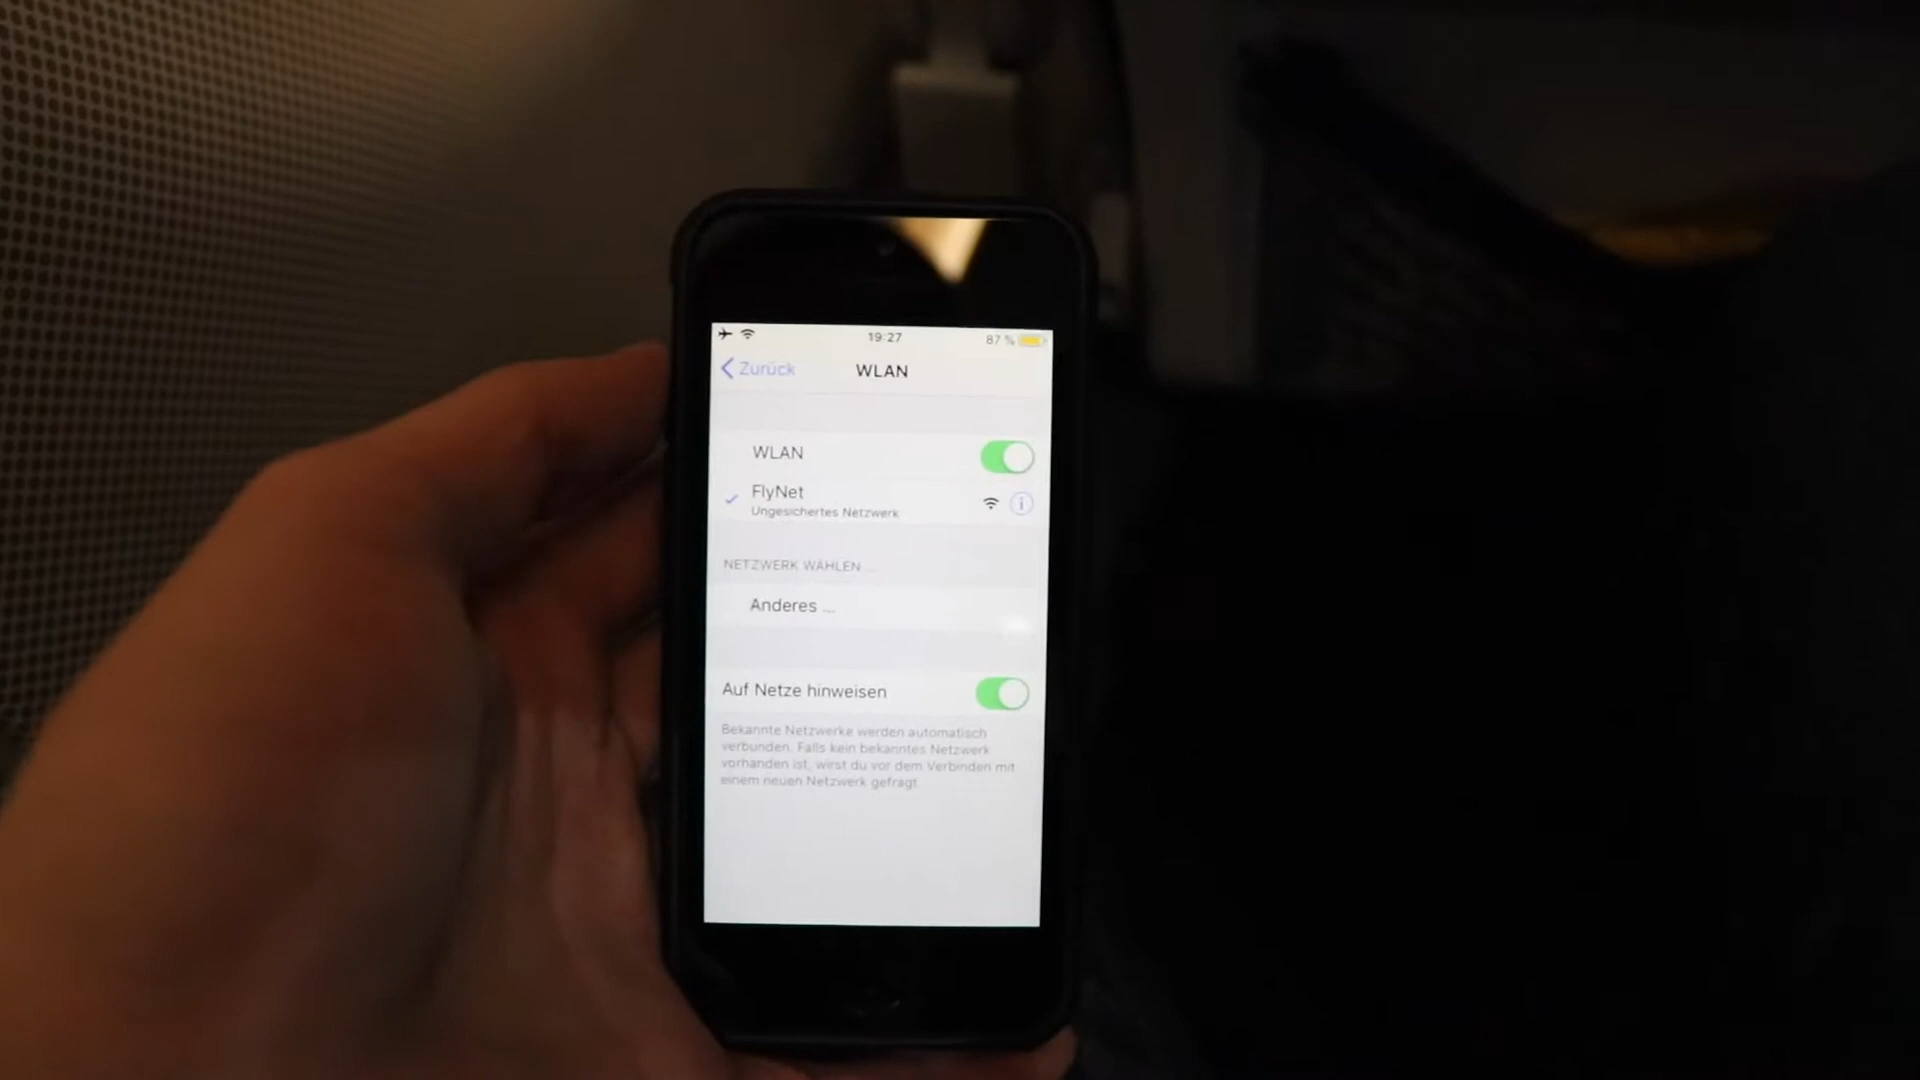 19:27
87 %
Zurück
WLAN
WLAN
FlyNet
Ungesichertes Netzwerk
NETZWERK WÄHLEN ...
Anderes ...
Auf Netze hinweisen
Bekannte Netzwerke werden automatisch
verbunden. Falls kein bekanntes Netzwerk
vorhanden ist, wirst du vor dem Verbinden mit
einem neuen Netzwerk gefragt.